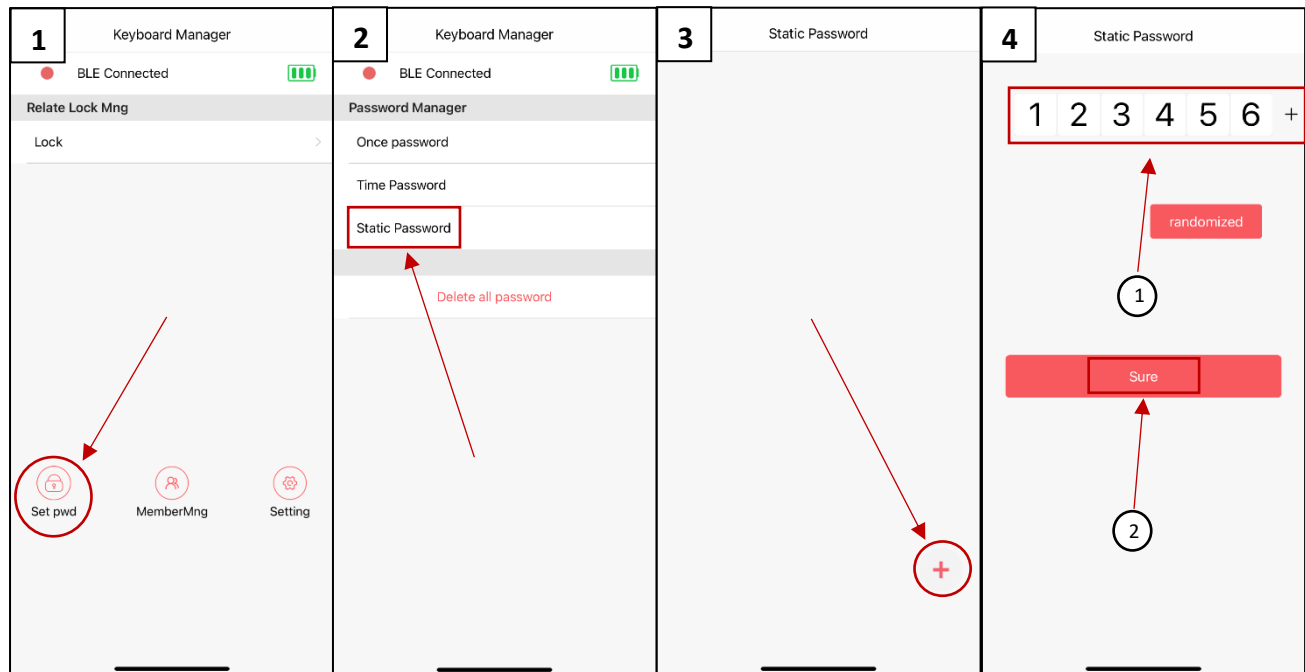 1
Keyboard Manager
BLE Connected
Relate Lock Mng
Lock
Set pwd
MemberMng
Setting
2
Keyboard Manager
BLE Connected
Password Manager
Once password
Time Password
Static Password
Delete all password
3
Static Password
+
4
Static Password
1 2 3 4 5 6 +
randomized
1
Sure
2